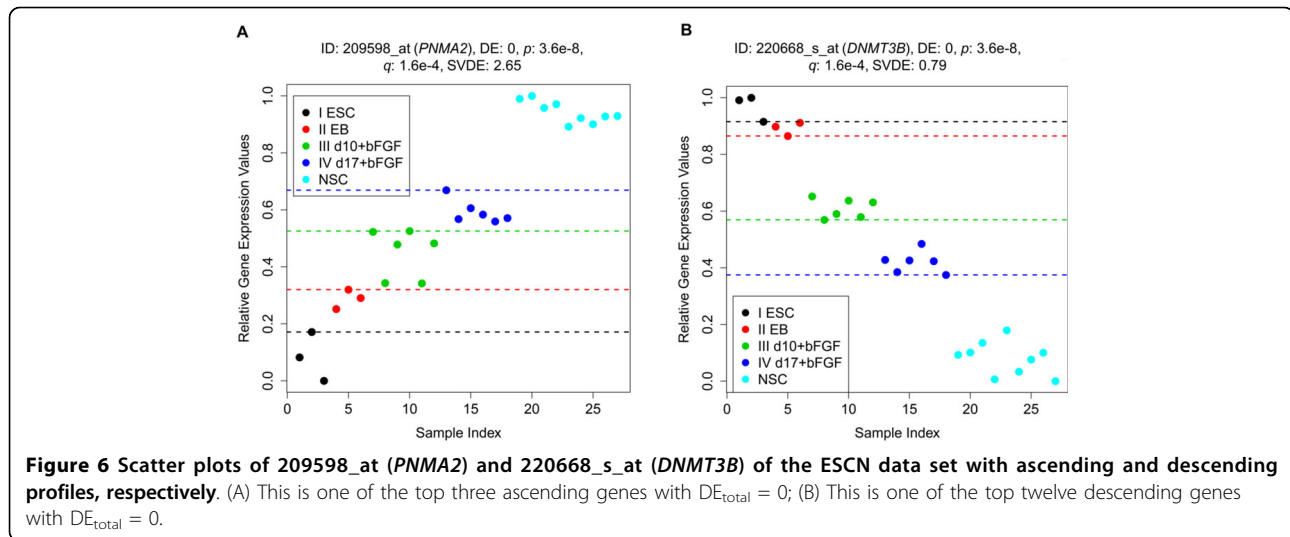 A
ID: 209598_at (PNMA2), DE: 0, p: 3.6e-8,
q: 1.6e-4, SVDE: 2.65
Relative Gene Expression Values
1.0
0.8
0.6
0.4
0.2
0.0
I ESC
II EB
III d10+bFGF
IV d17+bFGF
NSC
0 5 10 15 20 25
Sample Index
B
ID: 220668_s_at (DNMT3B), DE: 0, p: 3.6e-8,
q: 1.6e-4, SVDE: 0.79
Relative Gene Expression Values
1.0
0.8
0.6
0.4
0.2
0.0
I ESC
II EB
III d10+bFGF
IV d17+bFGF
NSC
0 5 10 15 20 25
Sample Index
Figure 6 Scatter plots of 209598_at (PNMA2) and 220668_s_at (DNMT3B) of the ESCN data set with ascending and descending
profiles, respectively. (A) This is one of the top three ascending genes with DEtotal = 0; (B) This is one of the top twelve descending genes
with DEtotal = 0.